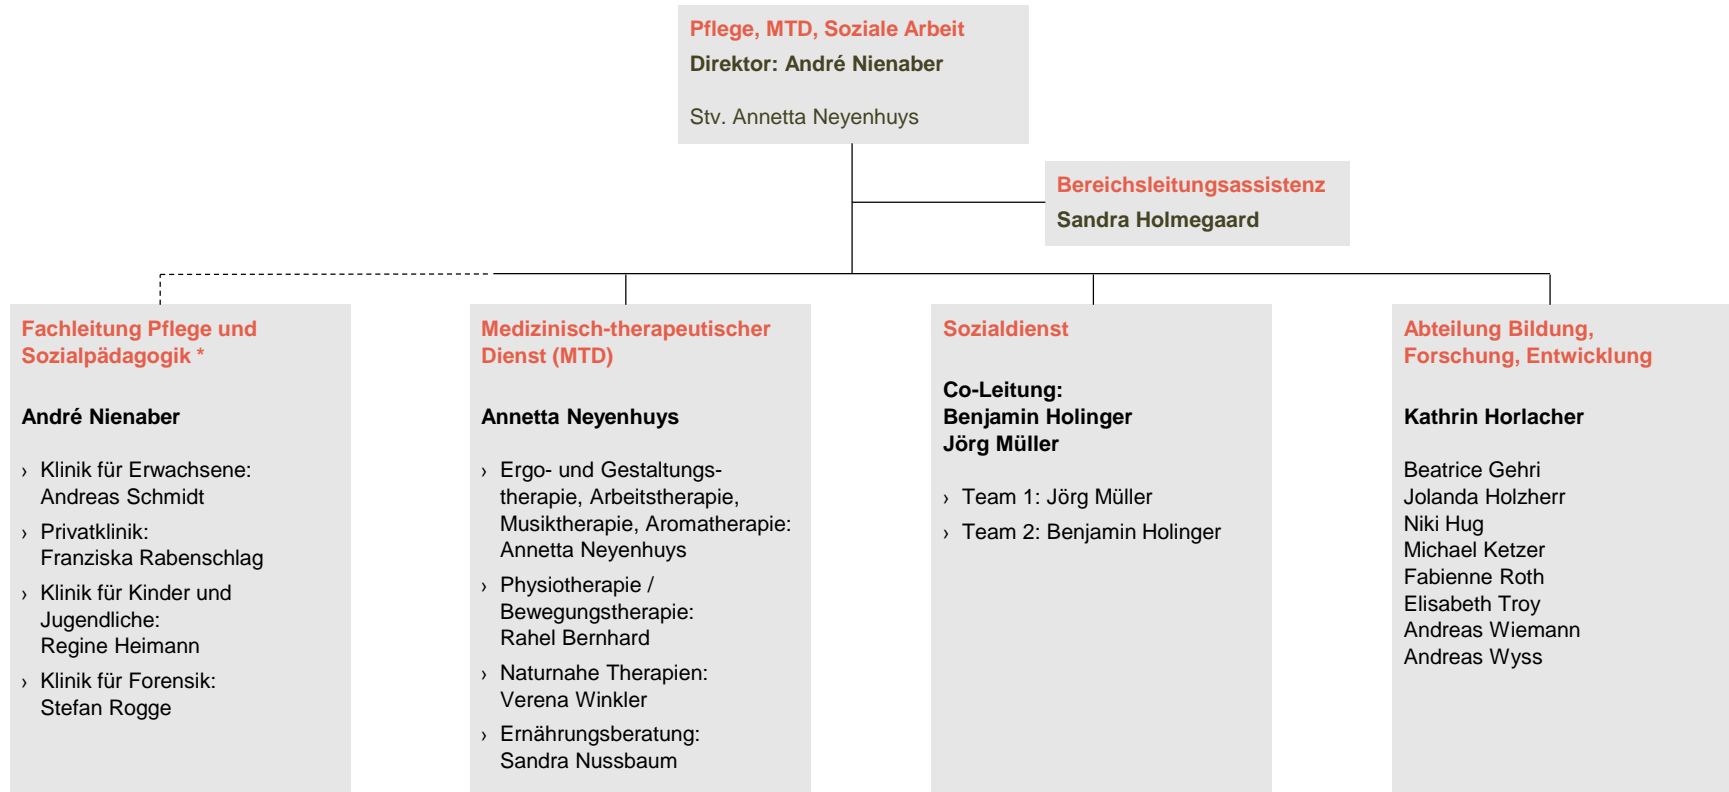 Pflege, MTD, Soziale Arbeit
Direktor: André Nienaber
Stv. Annetta Neyenhuys
Bereichsleitungsassistenz
Sandra Holmegaard
Fachleitung Pflege und
Sozialpädagogik *
André Nienaber
› Klinik für Erwachsene:
Andreas Schmidt
› Privatklinik:
Franziska Rabenschlag
› Klinik für Kinder und
Jugendliche:
Regine Heimann
› Klinik für Forensik:
Stefan Rogge
Medizinisch-therapeutischer
Dienst (MTD)
Annetta Neyenhuys
› Ergo- und Gestaltungs-
therapie, Arbeitstherapie,
Musiktherapie, Aromatherapie:
Annetta Neyenhuys
› Physiotherapie /
Bewegungstherapie:
Rahel Bernhard
› Naturnahe Therapien:
Verena Winkler
› Ernährungsberatung:
Sandra Nussbaum
Sozialdienst
Co-Leitung:
Benjamin Holinger
Jörg Müller
› Team 1: Jörg Müller
› Team 2: Benjamin Holinger
Abteilung Bildung,
Forschung, Entwicklung
Kathrin Horlacher
Beatrice Gehri
Jolanda Holzherr
Niki Hug
Michael Ketzer
Fabienne Roth
Elisabeth Troy
Andreas Wiemann
Andreas Wyss